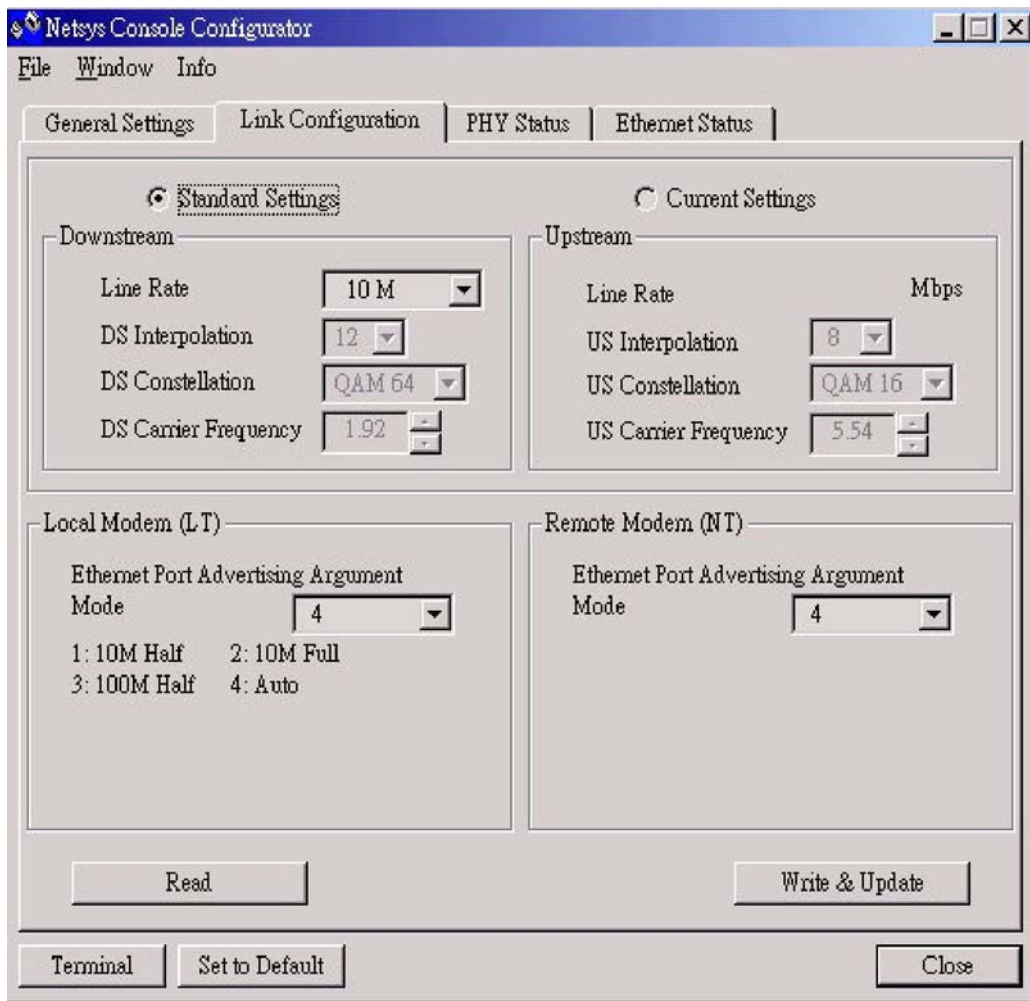 Netsys Console Configurator
File Window Info
General Settings Link Configuration PHY Status Ethernet Status
Standard Settings Current Settings
Downstream
Line Rate 10 M
DS Interpolation 12
DS Constellation QAM 64
DS Carrier Frequency 1.92
Upstream
Line Rate Mbps
US Interpolation 8
US Constellation QAM 16
US Carrier Frequency 5.54
Local Modem (LT)
Ethernet Port Advertising Argument
Mode 4
1: 10M Half 2: 10M Full
3: 100M Half 4: Auto
Remote Modem (NT)
Ethernet Port Advertising Argument
Mode 4
Read Write & Update
Terminal Set to Default Close